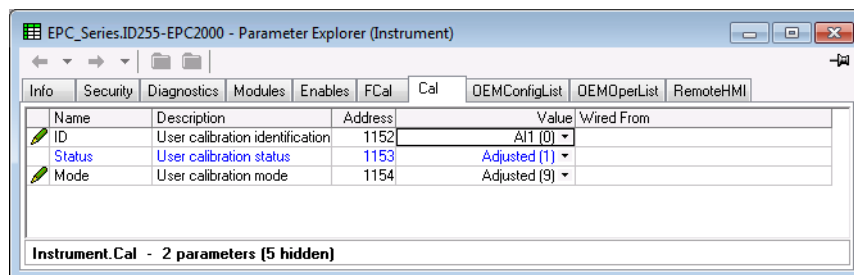 EPC_Series.ID255-EPC2000 - Parameter Explorer (Instrument)
Info Security Diagnostics Modules Enables FCal Cal OEMConfigList OEMOperList RemoteHMI
Name Description Address Value Wired From
ID User calibration identification 1152 AI1 (0)
Status User calibration status 1153 Adjusted (1)
Mode User calibration mode 1154 Adjusted (9)
Instrument.Cal - 2 parameters (5 hidden)